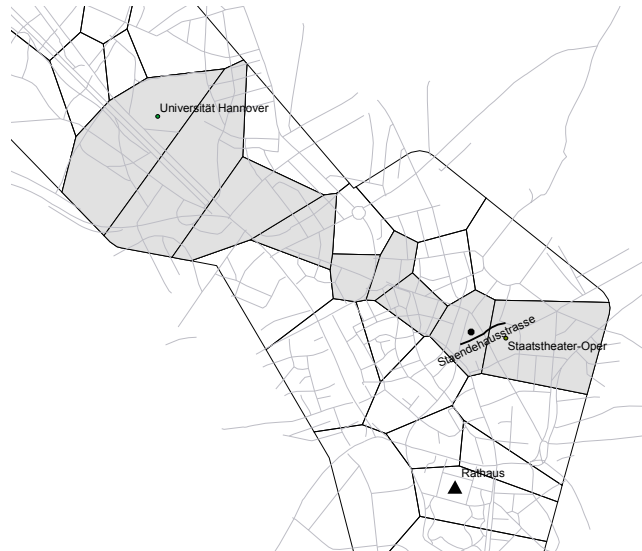 Universität Hannover
Staendehausstrasse
Staatstheater-Oper
Rathaus